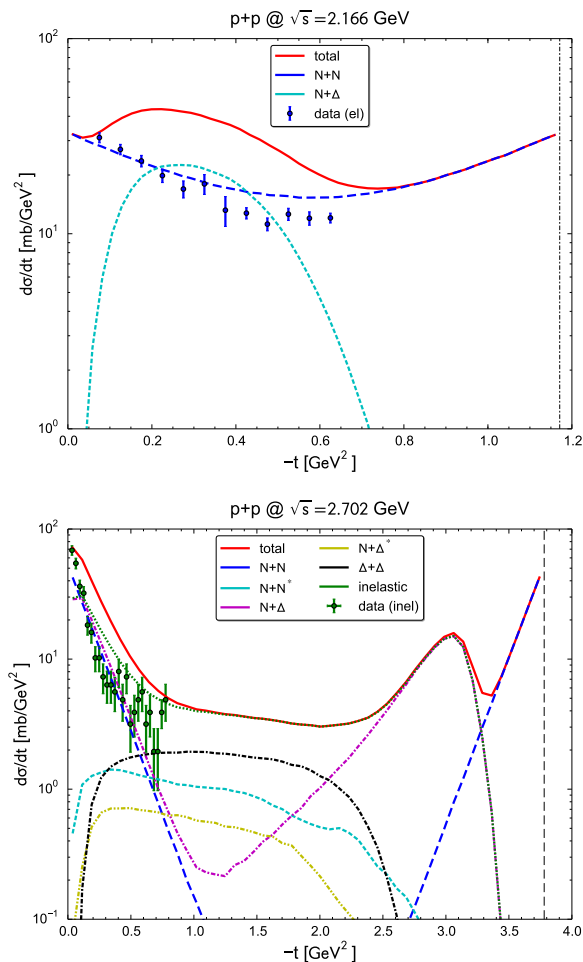 p+p @ √s=2.166 GeV
total
N+N
N+Δ
data (el)
dσ/dt [mb/GeV²]
10²
10¹
10⁰
0.0 0.2 0.4 0.6 0.8 1.0 1.2
−t [GeV²]
p+p @ √s=2.702 GeV
total
N+N
N+N*
N+Δ
N+Δ*
Δ+Δ
inelastic
data (inel)
dσ/dt [mb/GeV²]
10²
10¹
10⁰
10⁻¹
0.0 0.5 1.0 1.5 2.0 2.5 3.0 3.5 4.0
−t [GeV²]